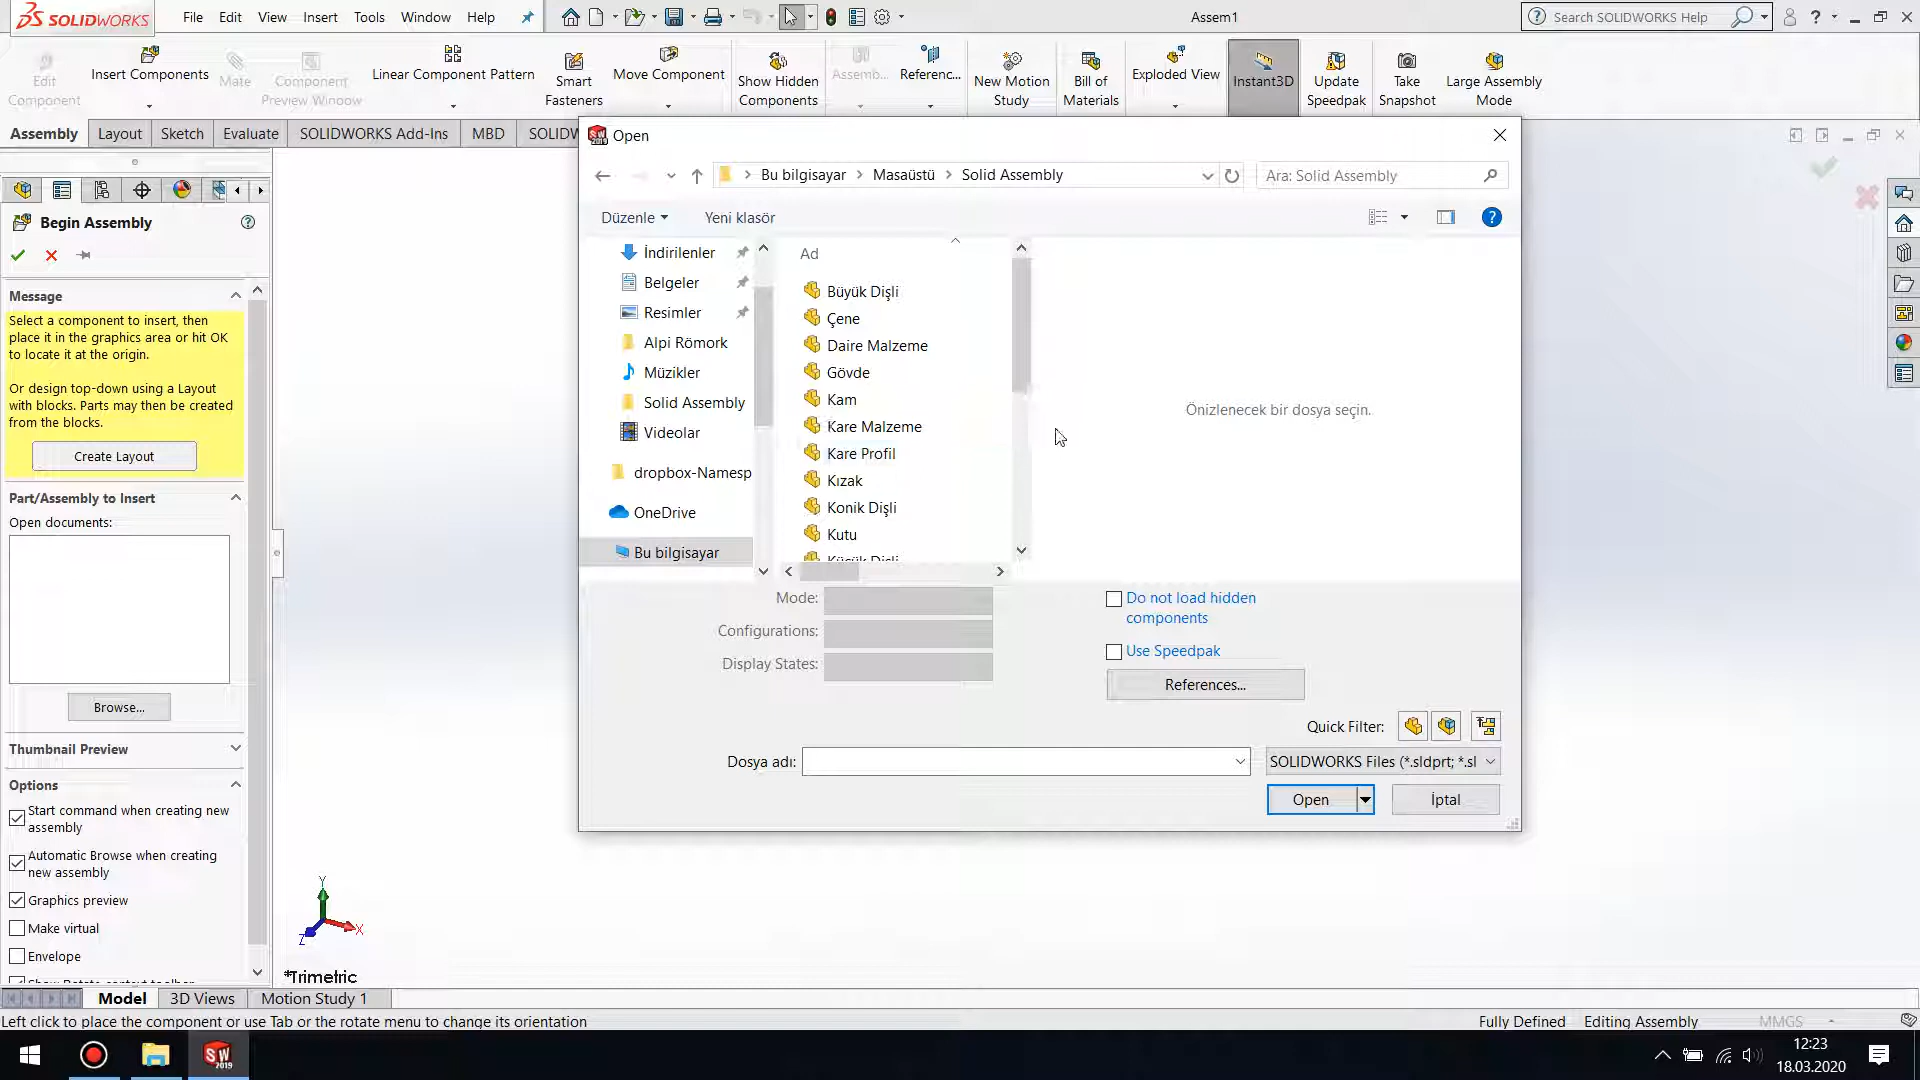 SOLIDWORKS
File Edit View Insert Tools Window Help
Assem1
Search SOLIDWORKS Help
Edit Component
Insert Components
Mate
Component Preview Window
Linear Component Pattern
Smart Fasteners
Move Component
Show Hidden Components
Assemb...
Referenc...
New Motion Study
Bill of Materials
Exploded View
Instant3D
Update Speedpak
Take Snapshot
Large Assembly Mode
Assembly Layout Sketch Evaluate SOLIDWORKS Add-Ins MBD SOLIDW
Begin Assembly
Message
Select a component to insert, then
place it in the graphics area or hit OK
to locate it at the origin.
Or design top-down using a Layout
with blocks. Parts may then be created
from the blocks.
Create Layout
Part/Assembly to Insert
Open documents:
Browse...
Thumbnail Preview
Options
Start command when creating new
assembly
Automatic Browse when creating
new assembly
Graphics preview
Make virtual
Envelope
SW 2019
Open
Bu bilgisayar Masaüstü Solid Assembly
Ara: Solid Assembly
Düzenle Yeni klasör
İndirilenler
Belgeler
Resimler
Alpi Römork
Müzikler
Solid Assembly
Videolar
dropbox-Namesp
OneDrive
Bu bilgisayar
Ad
Büyük Dişli
Çene
Daire Malzeme
Gövde
Kam
Kare Malzeme
Kare Profil
Kızak
Konik Dişli
Kutu
Küçük Dişli
Önizlenecek bir dosya seçin.
Mode:
Configurations:
Display States:
Do not load hidden
components
Use Speedpak
References...
Quick Filter:
Dosya adı:
SOLIDWORKS Files (*.sldprt; *.sl
Open
İptal
Y
X
Z
*Trimetric
Model 3D Views Motion Study 1
Left click to place the component or use Tab or the rotate menu to change its orientation
Fully Defined Editing Assembly MMGS
SW 2019
12:23
18.03.2020